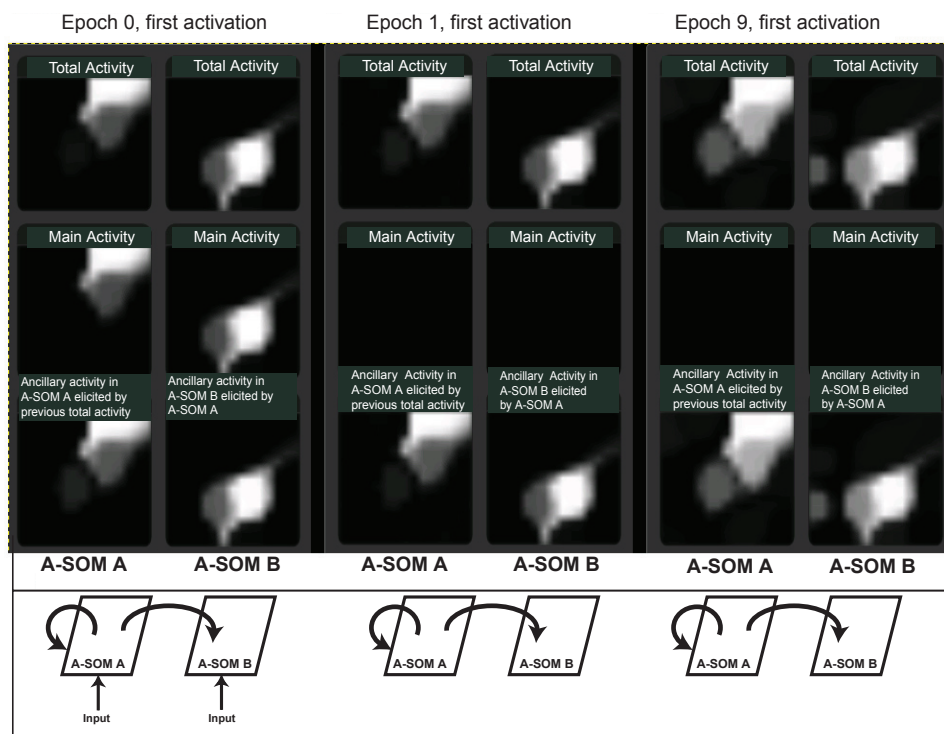 Epoch 0, first activation
Epoch 1, first activation
Epoch 9, first activation
Total Activity
Total Activity
Total Activity
Total Activity
Total Activity
Total Activity
Main Activity
Main Activity
Main Activity
Main Activity
Main Activity
Main Activity
Ancillary activity in
A-SOM A elicited by
previous total activity
Ancillary activity in
A-SOM B elicited by
A-SOM A
Ancillary Activity in
A-SOM A elicited by
previous total activity
Ancillary Activity in
A-SOM B elicited
by A-SOM A
Ancillary Activity in
A-SOM A elicited by
previous total activity
Ancillary Activity in
A-SOM B elicited
by A-SOM A
A-SOM A
A-SOM B
A-SOM A
A-SOM B
A-SOM A
A-SOM B
A-SOM A
A-SOM B
A-SOM A
A-SOM B
A-SOM A
A-SOM B
Input
Input